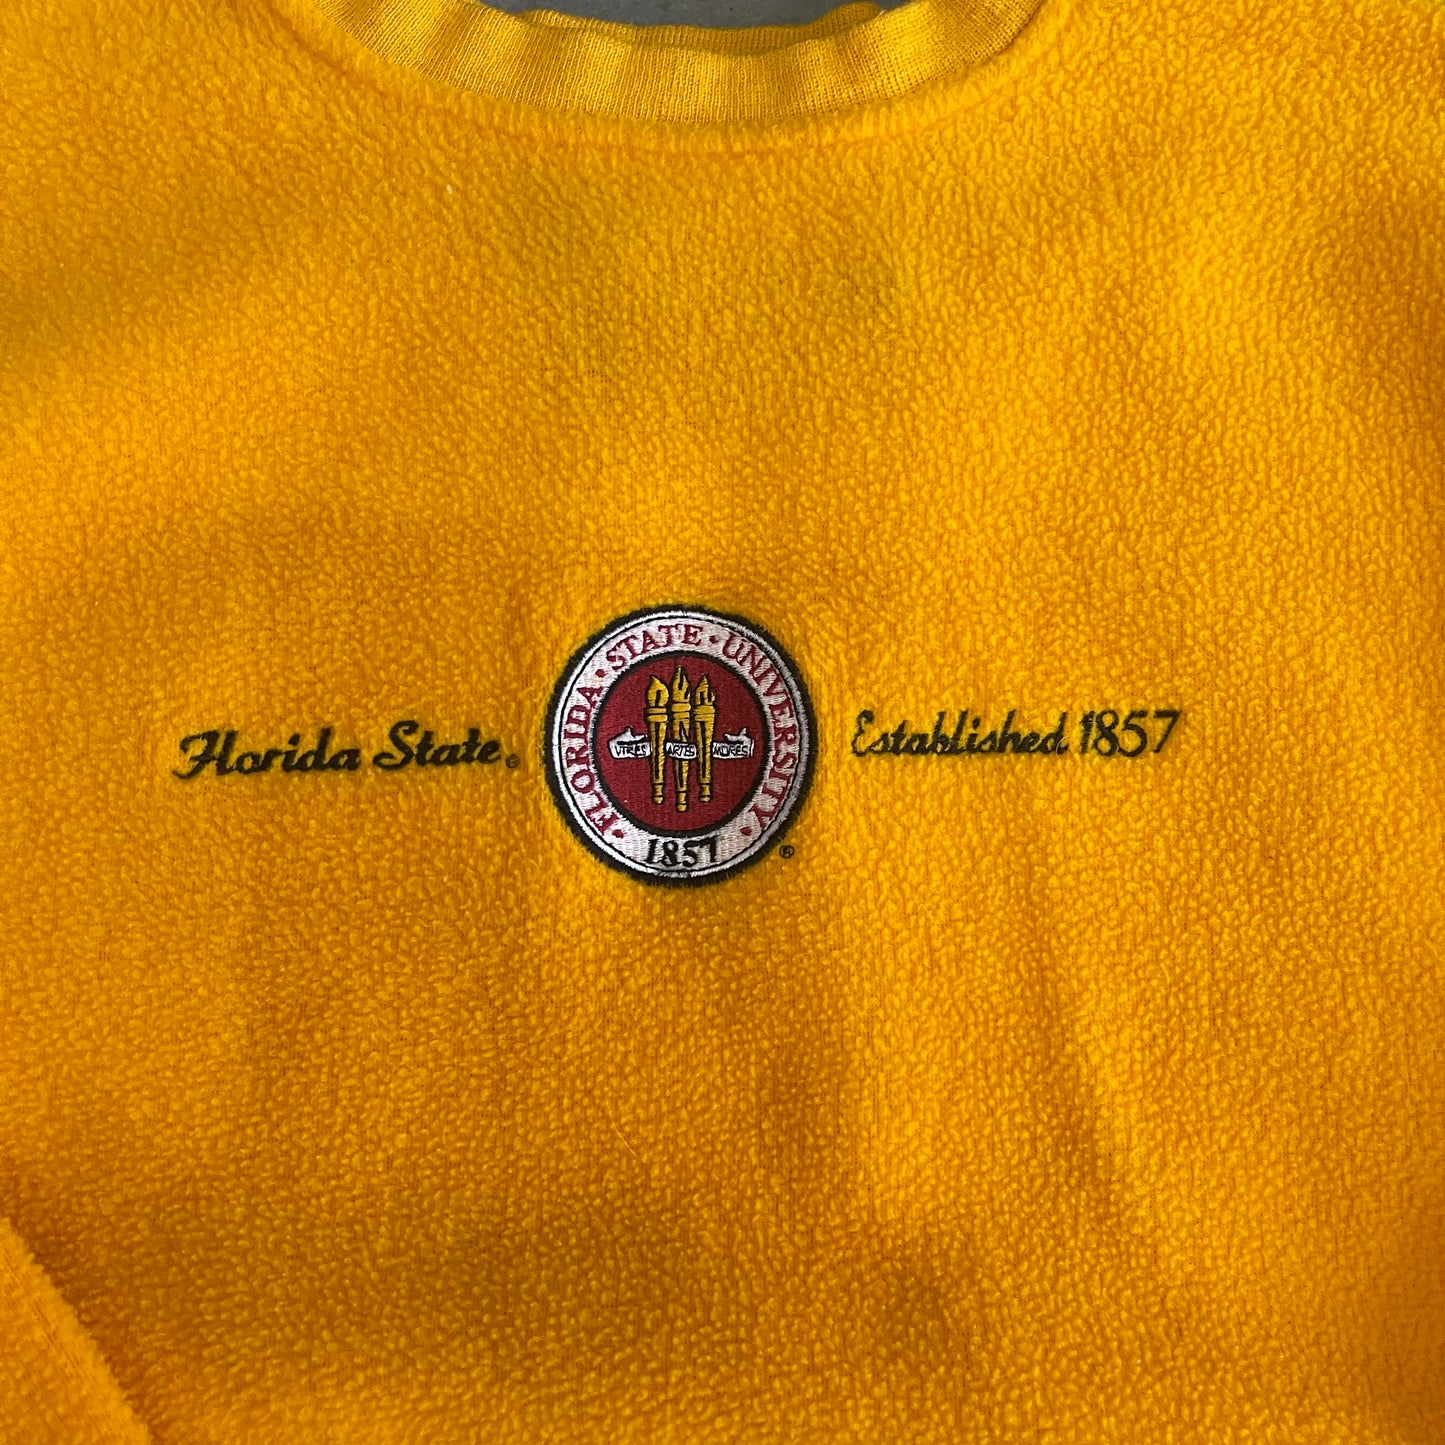 Florida State® 
· FLORIDA · STATE · UNIVERSITY ·
VIRES ARTES MORES
1857 ®
Established 1857